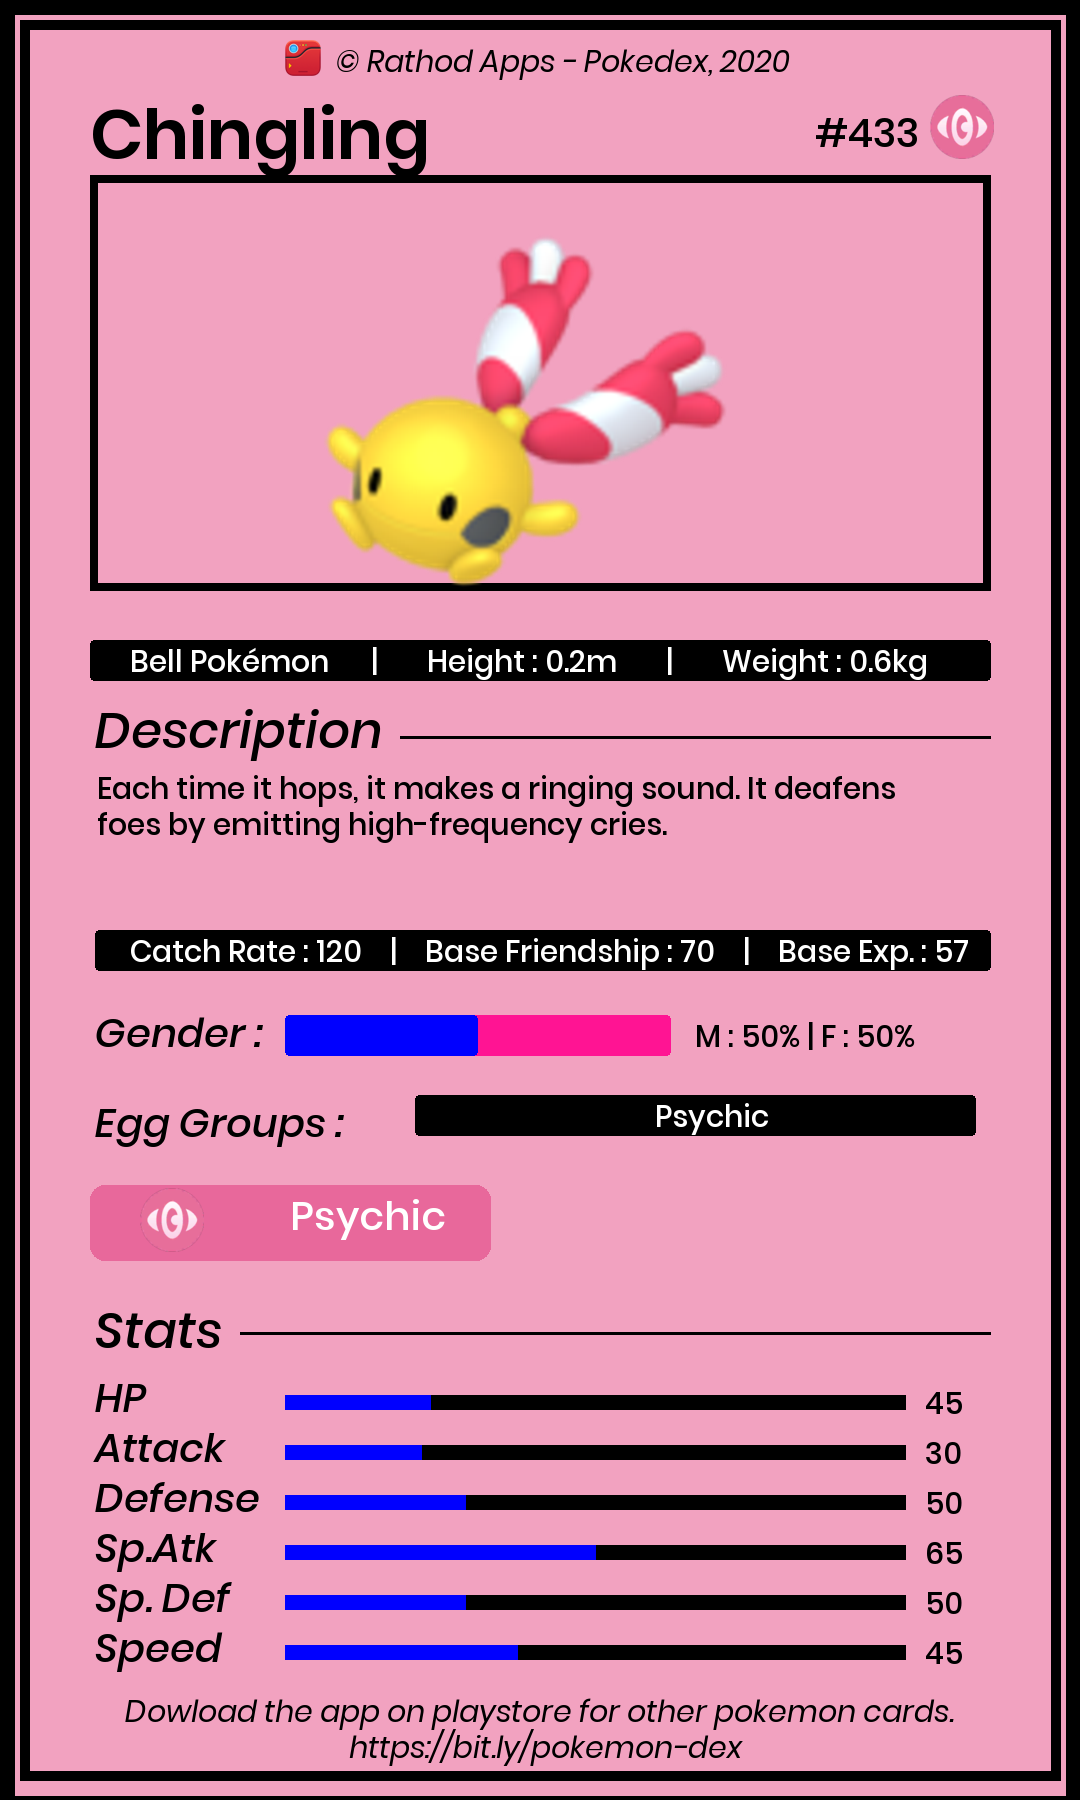 © Rathod Apps - Pokedex, 2020
Chingling
#433
Bell Pokémon | Height : 0.2m | Weight : 0.6kg
Description
Each time it hops, it makes a ringing sound. It deafens
foes by emitting high-frequency cries.
Catch Rate : 120 | Base Friendship : 70 | Base Exp. : 57
Gender : M : 50% | F : 50%
Egg Groups : Psychic
Psychic
Stats
HP 45
Attack 30
Defense 50
Sp.Atk 65
Sp. Def 50
Speed 45
Dowload the app on playstore for other pokemon cards.
https://bit.ly/pokemon-dex